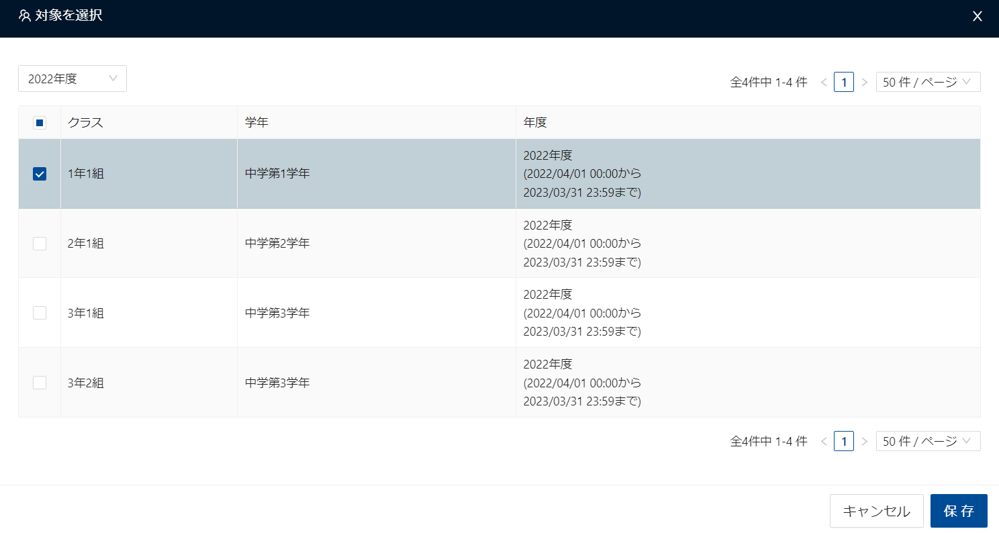 対象を選択
2022年度
全4件中 1-4 件
1
50 件 / ページ
クラス
学年
年度
1年1組
中学第1学年
2022年度
(2022/04/01 00:00から
2023/03/31 23:59まで)
2年1組
中学第2学年
2022年度
(2022/04/01 00:00から
2023/03/31 23:59まで)
3年1組
中学第3学年
2022年度
(2022/04/01 00:00から
2023/03/31 23:59まで)
3年2組
中学第3学年
2022年度
(2022/04/01 00:00から
2023/03/31 23:59まで)
全4件中 1-4 件
1
50 件 / ページ
キャンセル
保 存